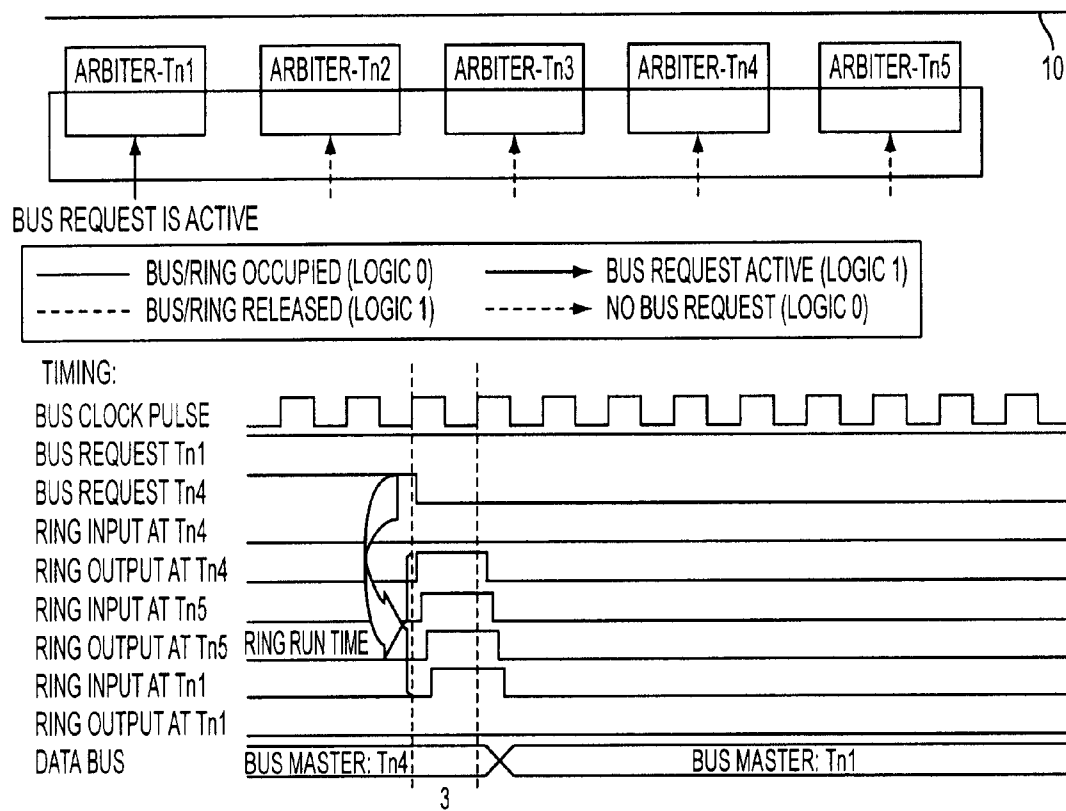 ARBITER-Tn1 ARBITER-Tn2 ARBITER-Tn3 ARBITER-Tn4 ARBITER-Tn5
10
BUS REQUEST IS ACTIVE
BUS/RING OCCUPIED (LOGIC 0) BUS REQUEST ACTIVE (LOGIC 1)
BUS/RING RELEASED (LOGIC 1) NO BUS REQUEST (LOGIC 0)
TIMING:
BUS CLOCK PULSE
BUS REQUEST Tn1
BUS REQUEST Tn4
RING INPUT AT Tn4
RING OUTPUT AT Tn4
RING INPUT AT Tn5
RING OUTPUT AT Tn5 RING RUN TIME
RING INPUT AT Tn1
RING OUTPUT AT Tn1
DATA BUS BUS MASTER: Tn4 BUS MASTER: Tn1
3